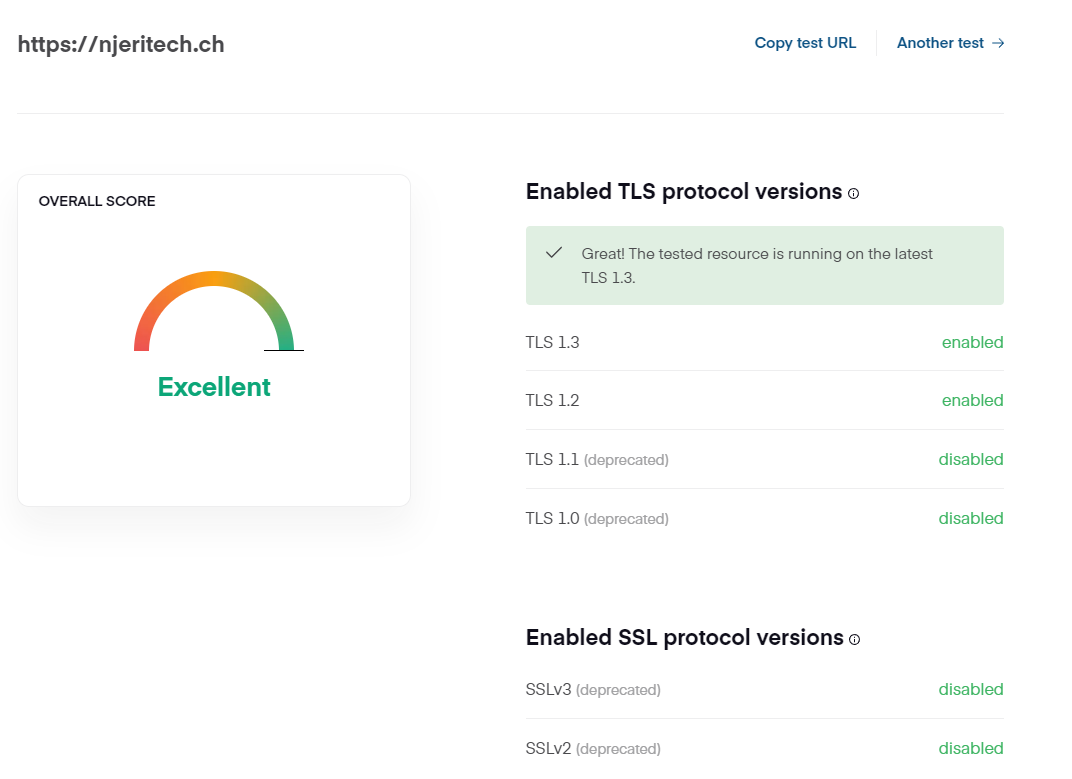 https://njeritech.ch
Copy test URL
Another test →
OVERALL SCORE
Excellent
Enabled TLS protocol versions
Great! The tested resource is running on the latest
TLS 1.3.
TLS 1.3 enabled
TLS 1.2 enabled
TLS 1.1 (deprecated) disabled
TLS 1.0 (deprecated) disabled
Enabled SSL protocol versions
SSLv3 (deprecated) disabled
SSLv2 (deprecated) disabled